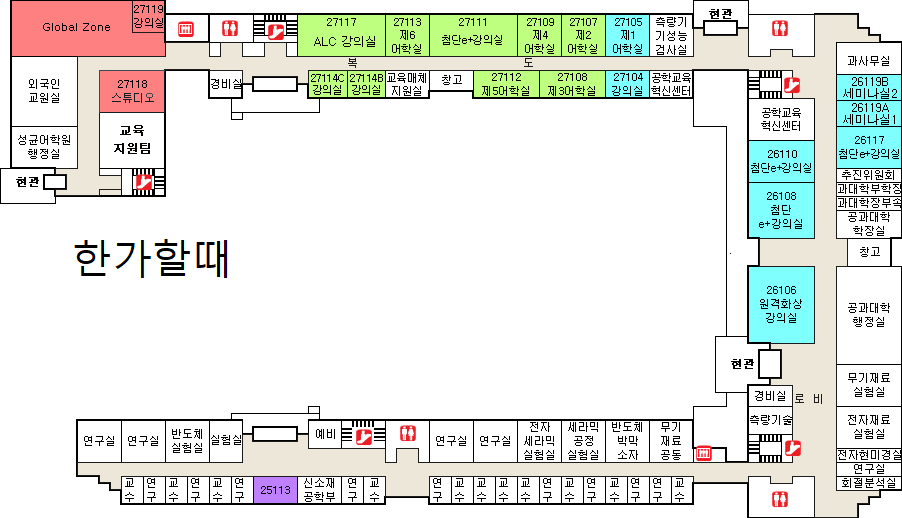 Global Zone
27119
강의실
27117
ALC 강의실
27113
제6
어학실
27111
첨단e+강의실
27109
제4
어학실
27107
제2
어학실
27105
제1
어학실
측량기
기성능
검사실
현관
복 도
외국인
교원실
27118
스튜디오
경비실
27114C
강의실
27114B
강의실
교육매체
지원실
창고
27112
제5어학실
27108
제3어학실
27104
강의실
공학교육
혁신센터
과사무실
26119B
세미나실2
26119A
세미나실1
성균어학원
행정실
교육
지원팀
공학교육
혁신센터
26117
첨단e+강의실
26110
첨단e+강의실
현관
추진위원회
과대학부학장
과대학장부속
공과대학
학장실
26108
첨단
e+강의실
한가할때
창고
26106
원격화상
강의실
공과대학
행정실
현관
무기재료
실험실
경비실
로 비
측량기술
전자재료
실험실
연구실
연구실
반도체
실험실
실험실
예비
연구실
연구실
전자
세라믹
실험실
세라믹
공정
실험실
반도체
박막
소자
무기
재료
공동
전자현미경실
연구실
회절분석실
교수
연구
교수
연구
교수
연구
25113
신소재
공학부
연구
교수
연구
교수
연구
교수
연구
교수
연구
교수
연구
교수
연구
교수